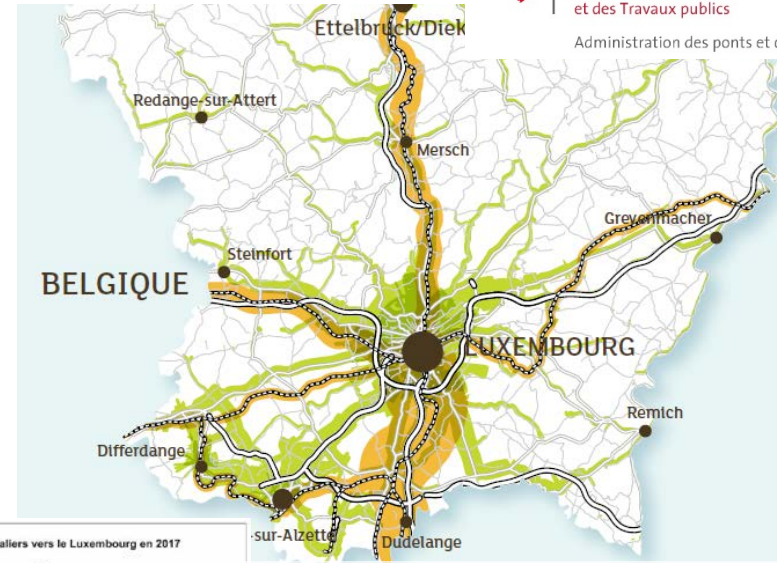 et des Travaux publics
Administration des ponts et c
Ettelbruck/Diek
Redange-sur-Attert
Mersch
Grevenmacher
Steinfort
BELGIQUE
LUXEMBOURG
Remich
Differdange
-sur-Alzette
Dudelange
aliers vers le Luxembourg en 2017